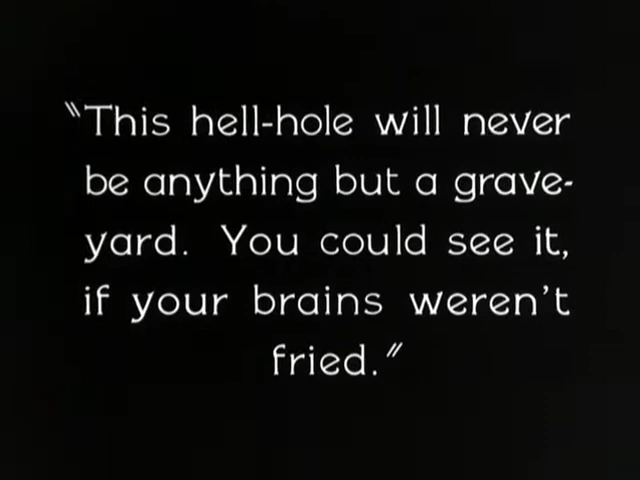 "This hell-hole will never
be anything but a grave-
yard. You could see it,
if your brains weren't
fried."